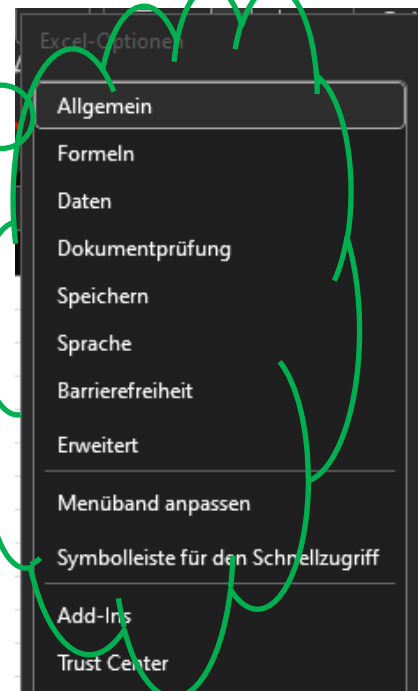 Excel-Optionen
Allgemein
Formeln
Daten
Dokumentprüfung
Speichern
Sprache
Barrierefreiheit
Erweitert
Menüband anpassen
Symbolleiste für den Schnellzugriff
Add-Ins
Trust Center